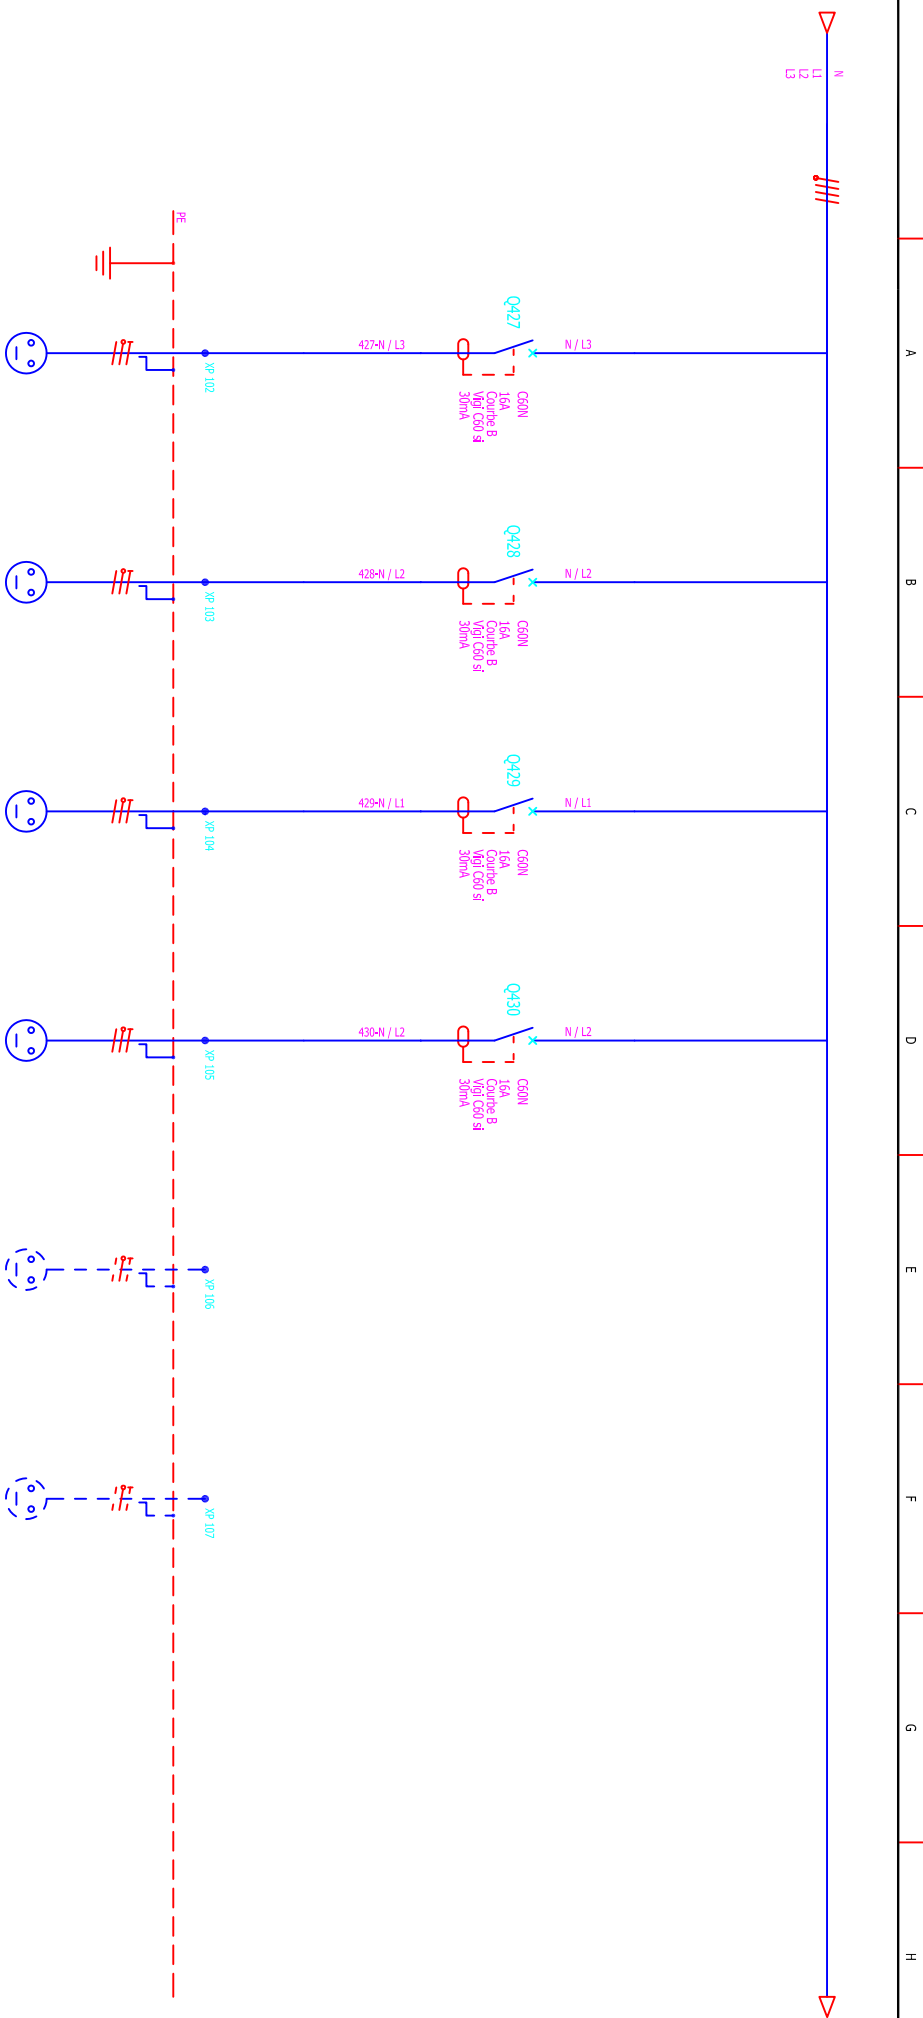 A
B
C
D
E
F
G
H
N
L1
L2
L3
N / L3
Q427
C60N
16A
Courbe B
Vigi C60 si
30mA
427-N / L3
XP 102
N / L2
Q428
C60N
16A
Courbe B
Vigi C60 si
30mA
428-N / L2
XP 103
N / L1
Q429
C60N
16A
Courbe B
Vigi C60 si
30mA
429-N / L1
XP 104
N / L2
Q430
C60N
16A
Courbe B
Vigi C60 si
30mA
430-N / L2
XP 105
XP 106
XP 107
PE